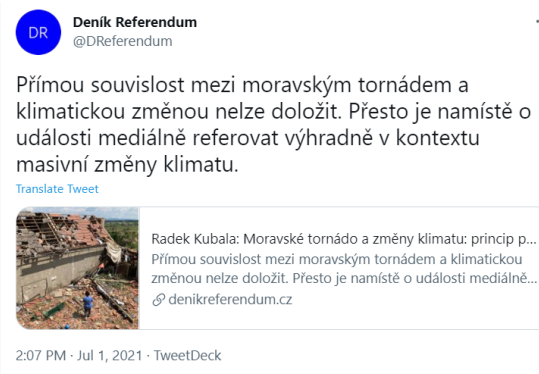 DR
Deník Referendum
@DReferendum
Přímou souvislost mezi moravským tornádem a
klimatickou změnou nelze doložit. Přesto je namístě o
události mediálně referovat výhradně v kontextu
masivní změny klimatu.
Translate Tweet
Radek Kubala: Moravské tornádo a změny klimatu: princip p...
Přímou souvislost mezi moravským tornádem a klimatickou
změnou nelze doložit. Přesto je namístě o události mediálně...
denikreferendum.cz
2:07 PM · Jul 1, 2021 · TweetDeck